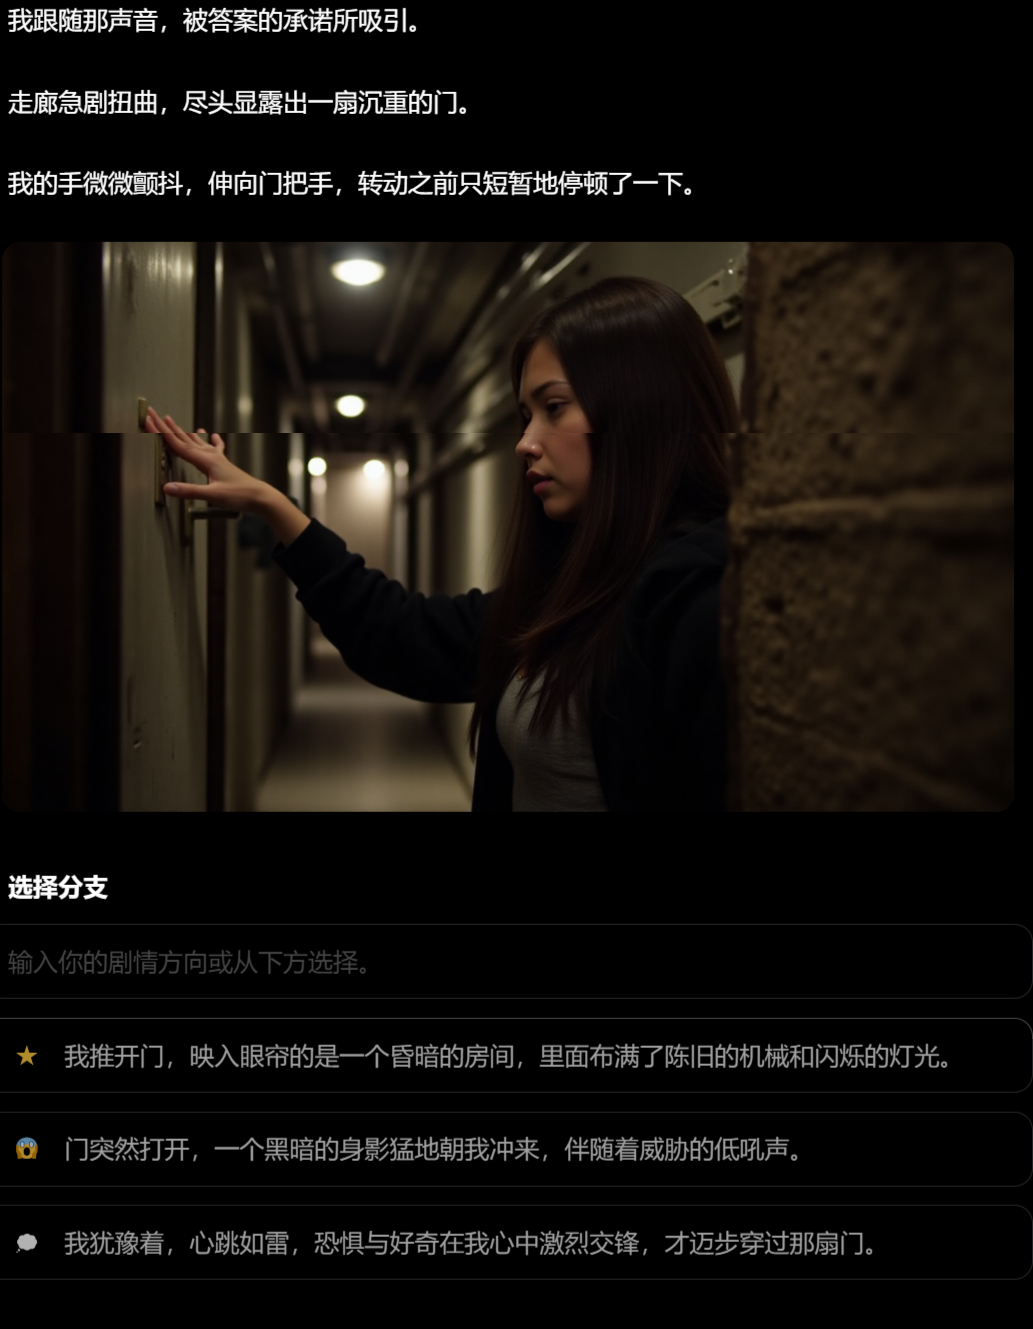 我跟随那声音，被答案的承诺所吸引。
走廊急剧扭曲，尽头显露出一扇沉重的门。
我的手微微颤抖，伸向门把手，转动之前只短暂地停顿了一下。
选择分支
输入你的剧情方向或从下方选择。
我推开门，映入眼帘的是一个昏暗的房间，里面布满了陈旧的机械和闪烁的灯光。
门突然打开，一个黑暗的身影猛地朝我冲来，伴随着威胁的低吼声。
我犹豫着，心跳如雷，恐惧与好奇在我心中激烈交锋，才迈步穿过那扇门。